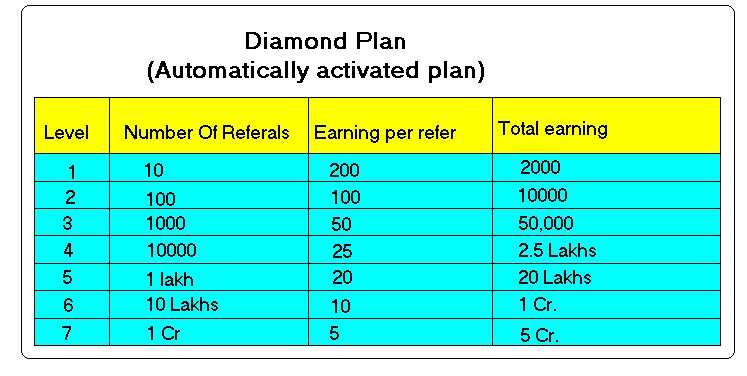 Diamond Plan
(Automatically activated plan)
Level Number Of Referals Earning per refer Total earning
1 10 200 2000
2 100 100 10000
3 1000 50 50,000
4 10000 25 2.5 Lakhs
5 1 lakh 20 20 Lakhs
6 10 Lakhs 10 1 Cr.
7 1 Cr 5 5 Cr.